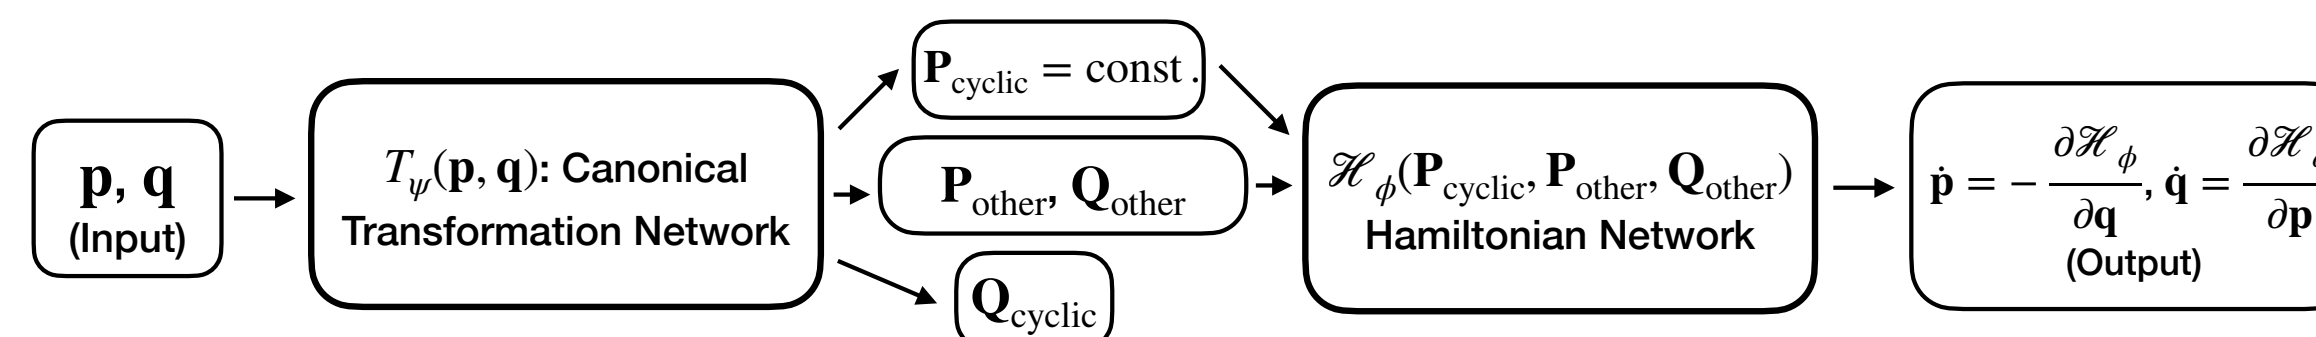 p, q
(Input)
T_ψ(p, q): Canonical
Transformation Network
P_cyclic = const.
P_other, Q_other
Q_cyclic
ℋ_ϕ(P_cyclic, P_other, Q_other)
Hamiltonian Network
ṗ = − ∂ℋ_ϕ/∂q, q̇ = ∂ℋ/∂p
(Output)